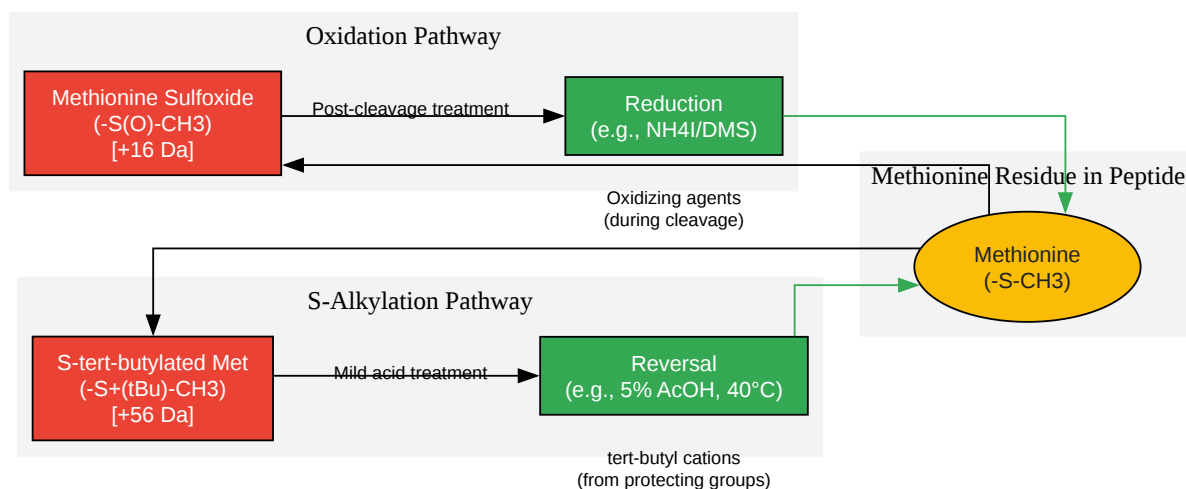 Oxidation Pathway
Methionine Sulfoxide
(-S(O)-CH3)
[+16 Da]
Post-cleavage treatment
Reduction
(e.g., NH4I/DMS)
Methionine Residue in Peptide
Oxidizing agents
(during cleavage)
Methionine
(-S-CH3)
S-Alkylation Pathway
S-tert-butylated Met
(-S+(tBu)-CH3)
[+56 Da]
Mild acid treatment
Reversal
(e.g., 5% AcOH, 40°C)
tert-butyl cations
(from protecting groups)